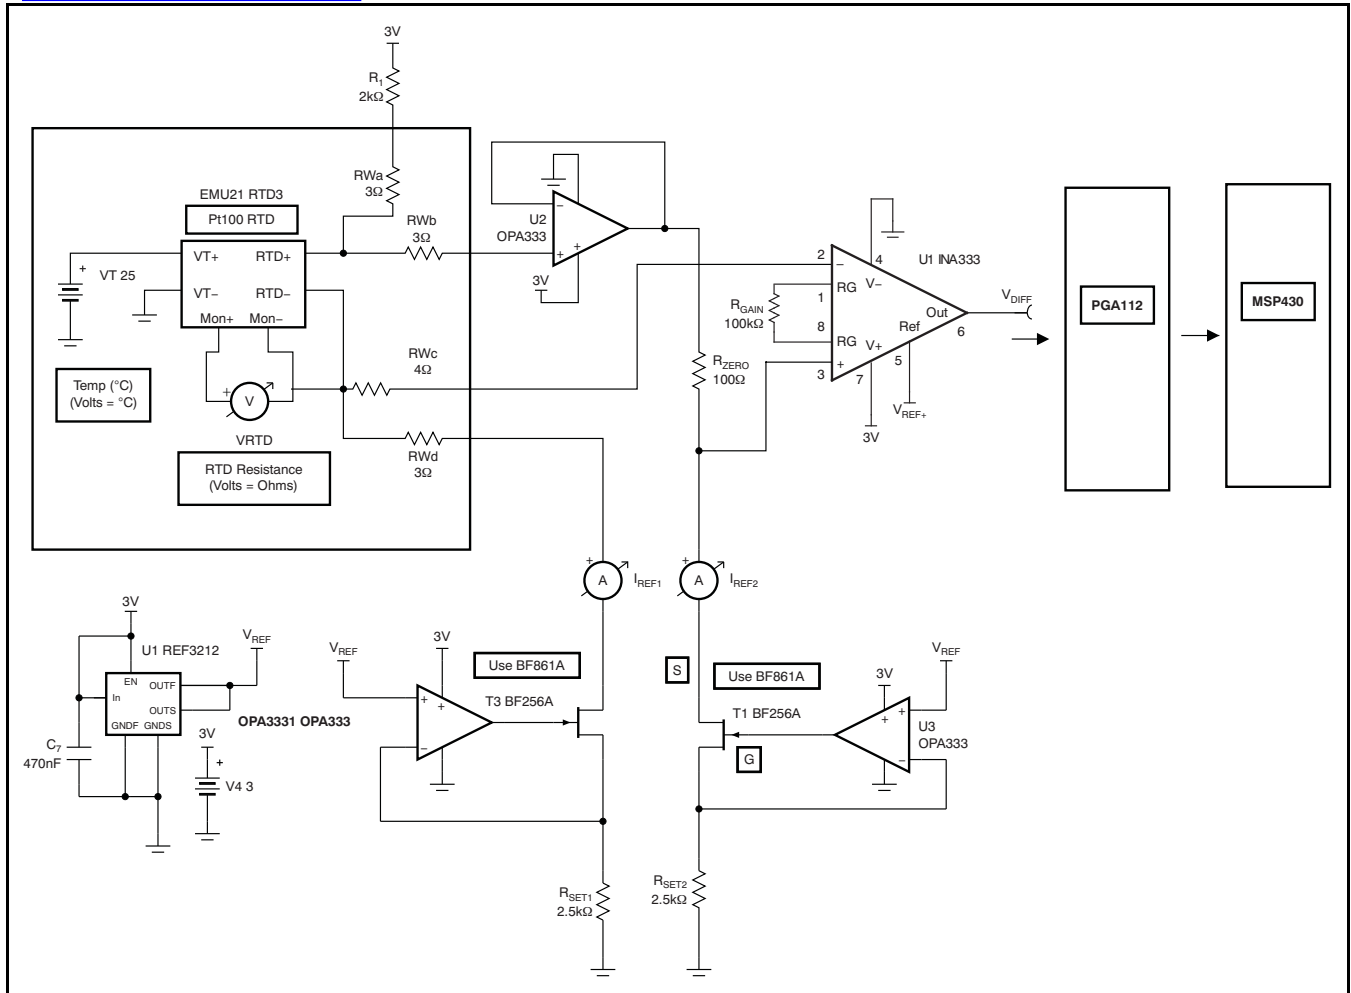 3V
R1
2kΩ
RWa
3Ω
EMU21 RTD3
Pt100 RTD
RWb
3Ω
U2
OPA333
−
+
+
3V
VT+
RTD+
VT−
RTD−
Mon+
Mon−
+
VT 25
RWc
4Ω
+
V
VRTD
Temp (°C)
(Volts = °C)
RTD Resistance
(Volts = Ohms)
RWd
3Ω
2
−
4
U1 INA333
RG
V−
1
RGAIN
100kΩ
8
RG
V+
Ref
Out
6
VDIFF
+
3
7
5
VREF+
3V
RZERO
100Ω
PGA112
MSP430
+
A
IREF1
+
A
IREF2
3V
U1 REF3212
VREF
EN
OUTF
In
OUTS
GNDF GNDS
OPA3331 OPA333
C7
470nF
3V
+
V4 3
VREF
3V
+
+
−
Use BF861A
T3 BF256A
S
Use BF861A
T1 BF256A
G
3V
VREF
+
+
−
U3
OPA333
RSET1
2.5kΩ
RSET2
2.5kΩ